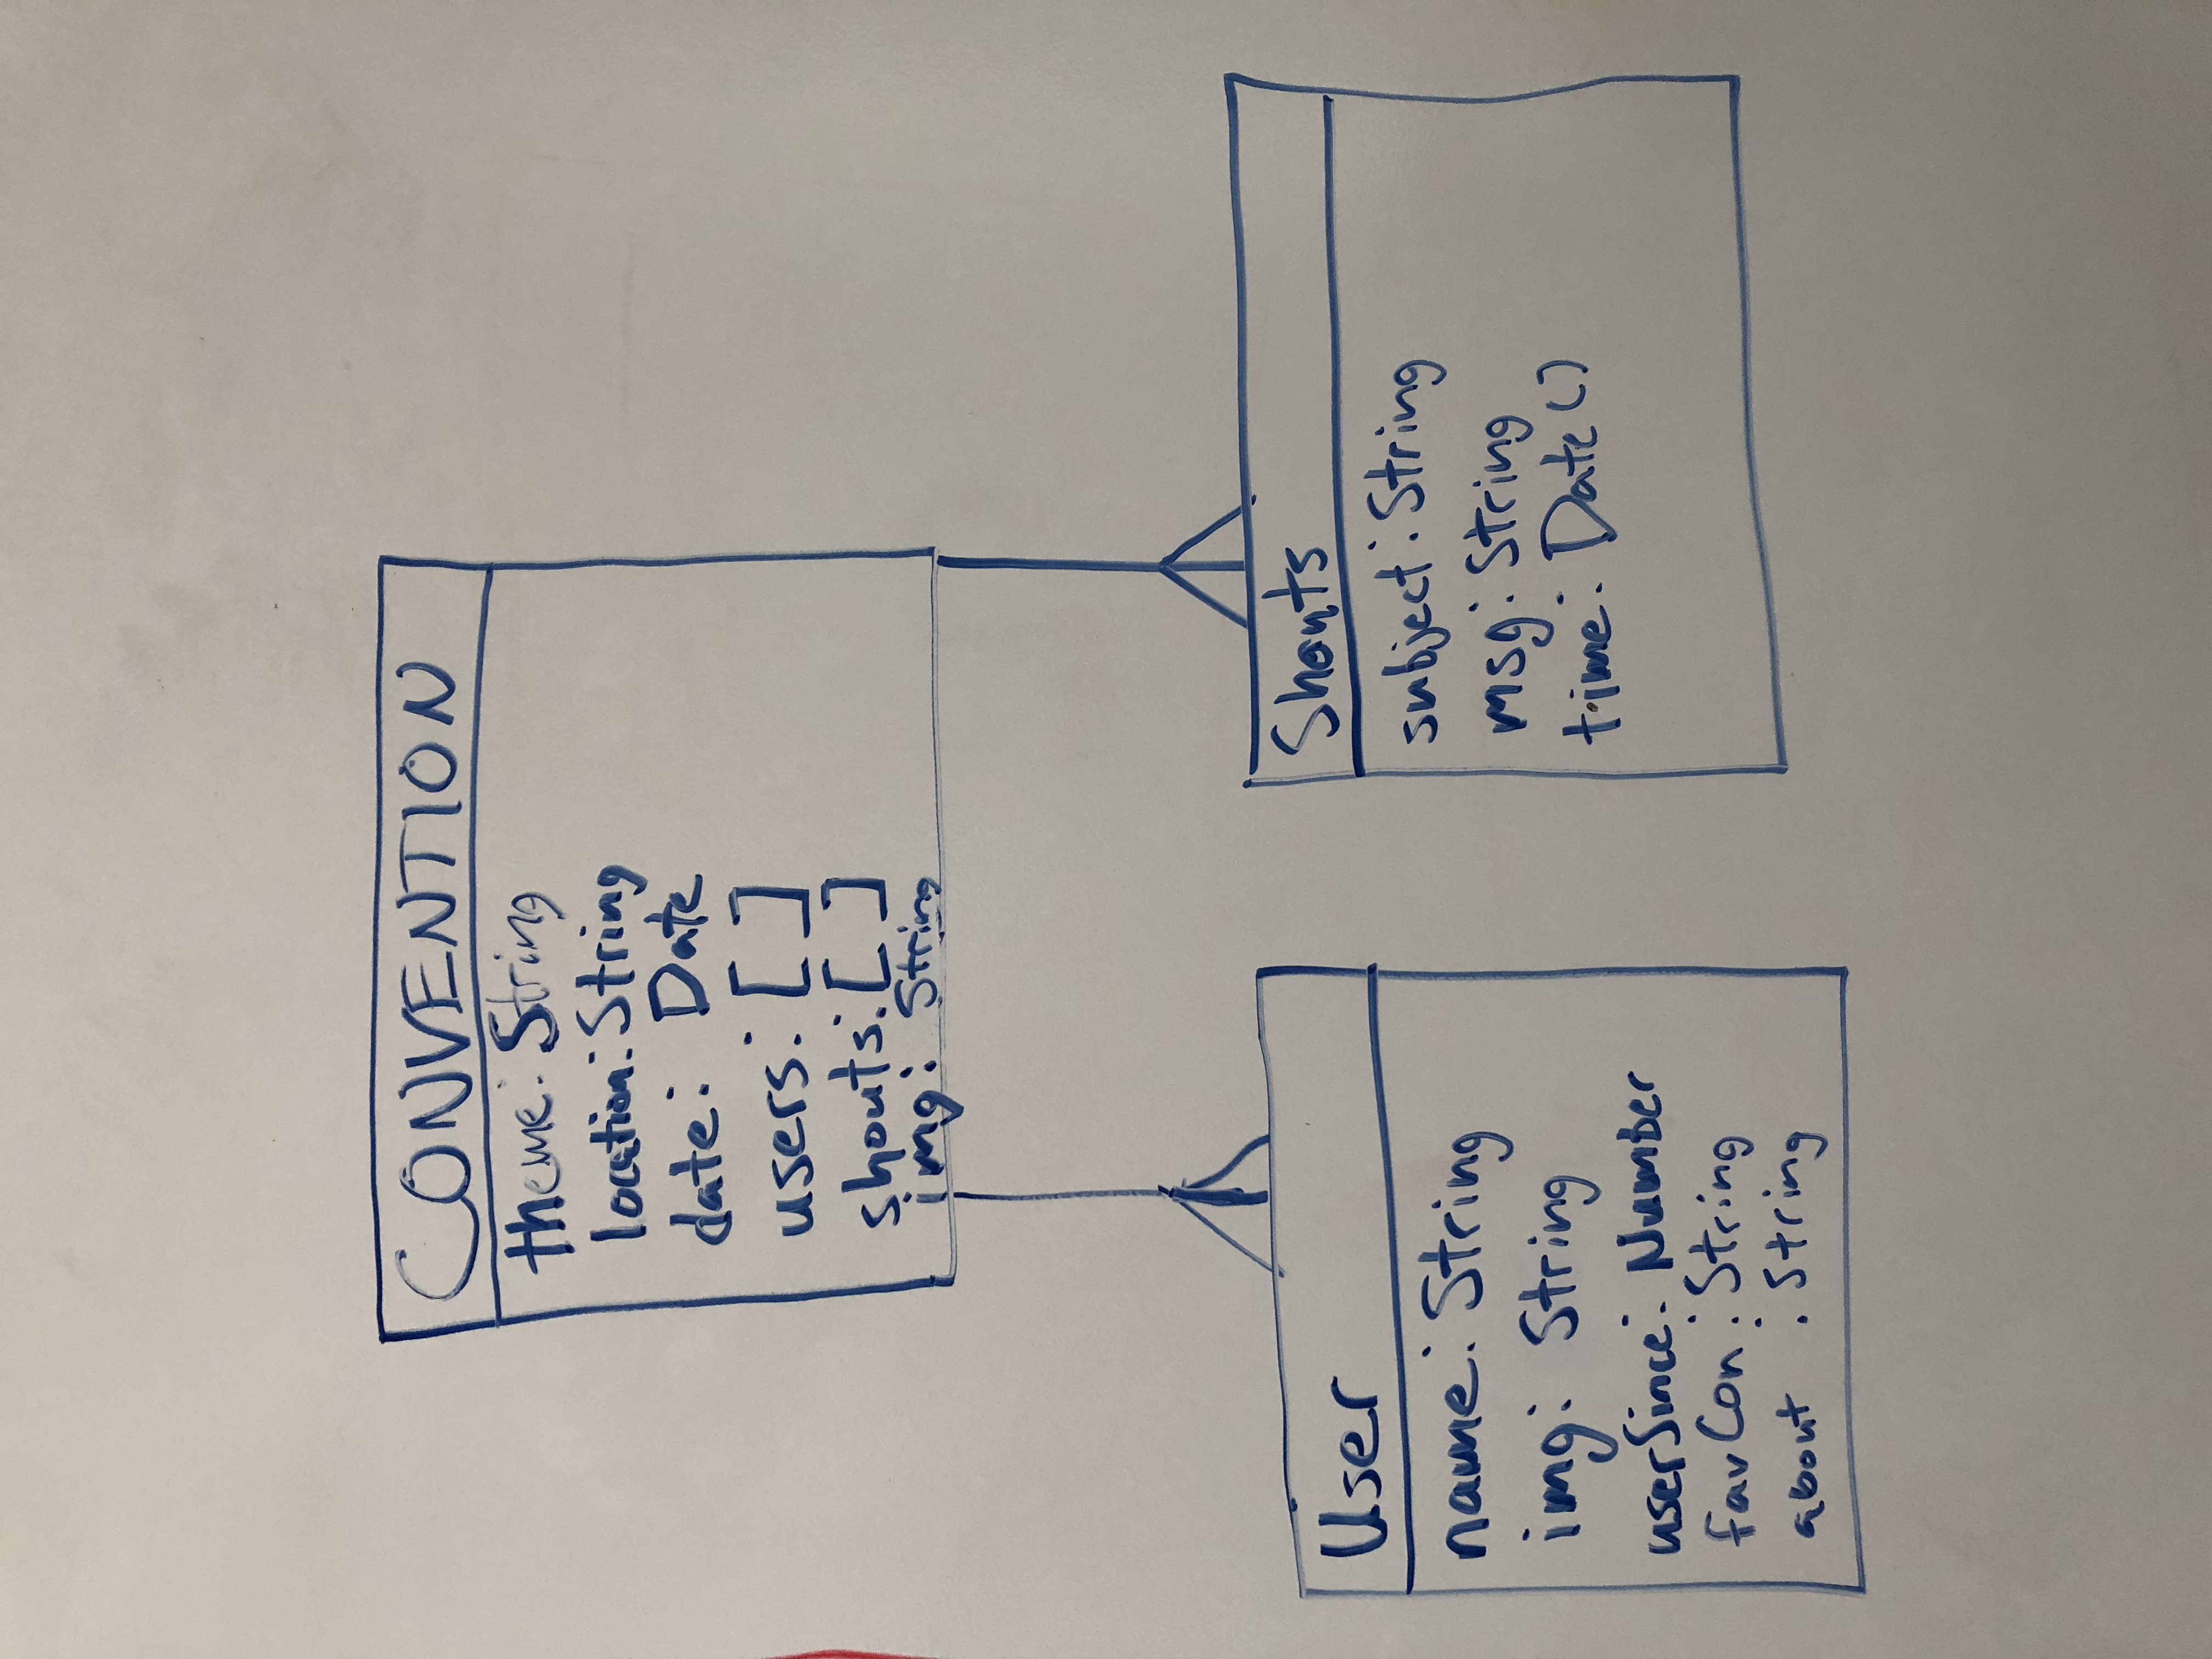 CONVENTION
theme: String
location: String
date: Date
users: [ ]
shouts: [ ]
img: String
User
name: String
img: String
userSince: Number
favCon: String
about : String
Shouts
subject: String
msg: String
time: Date()